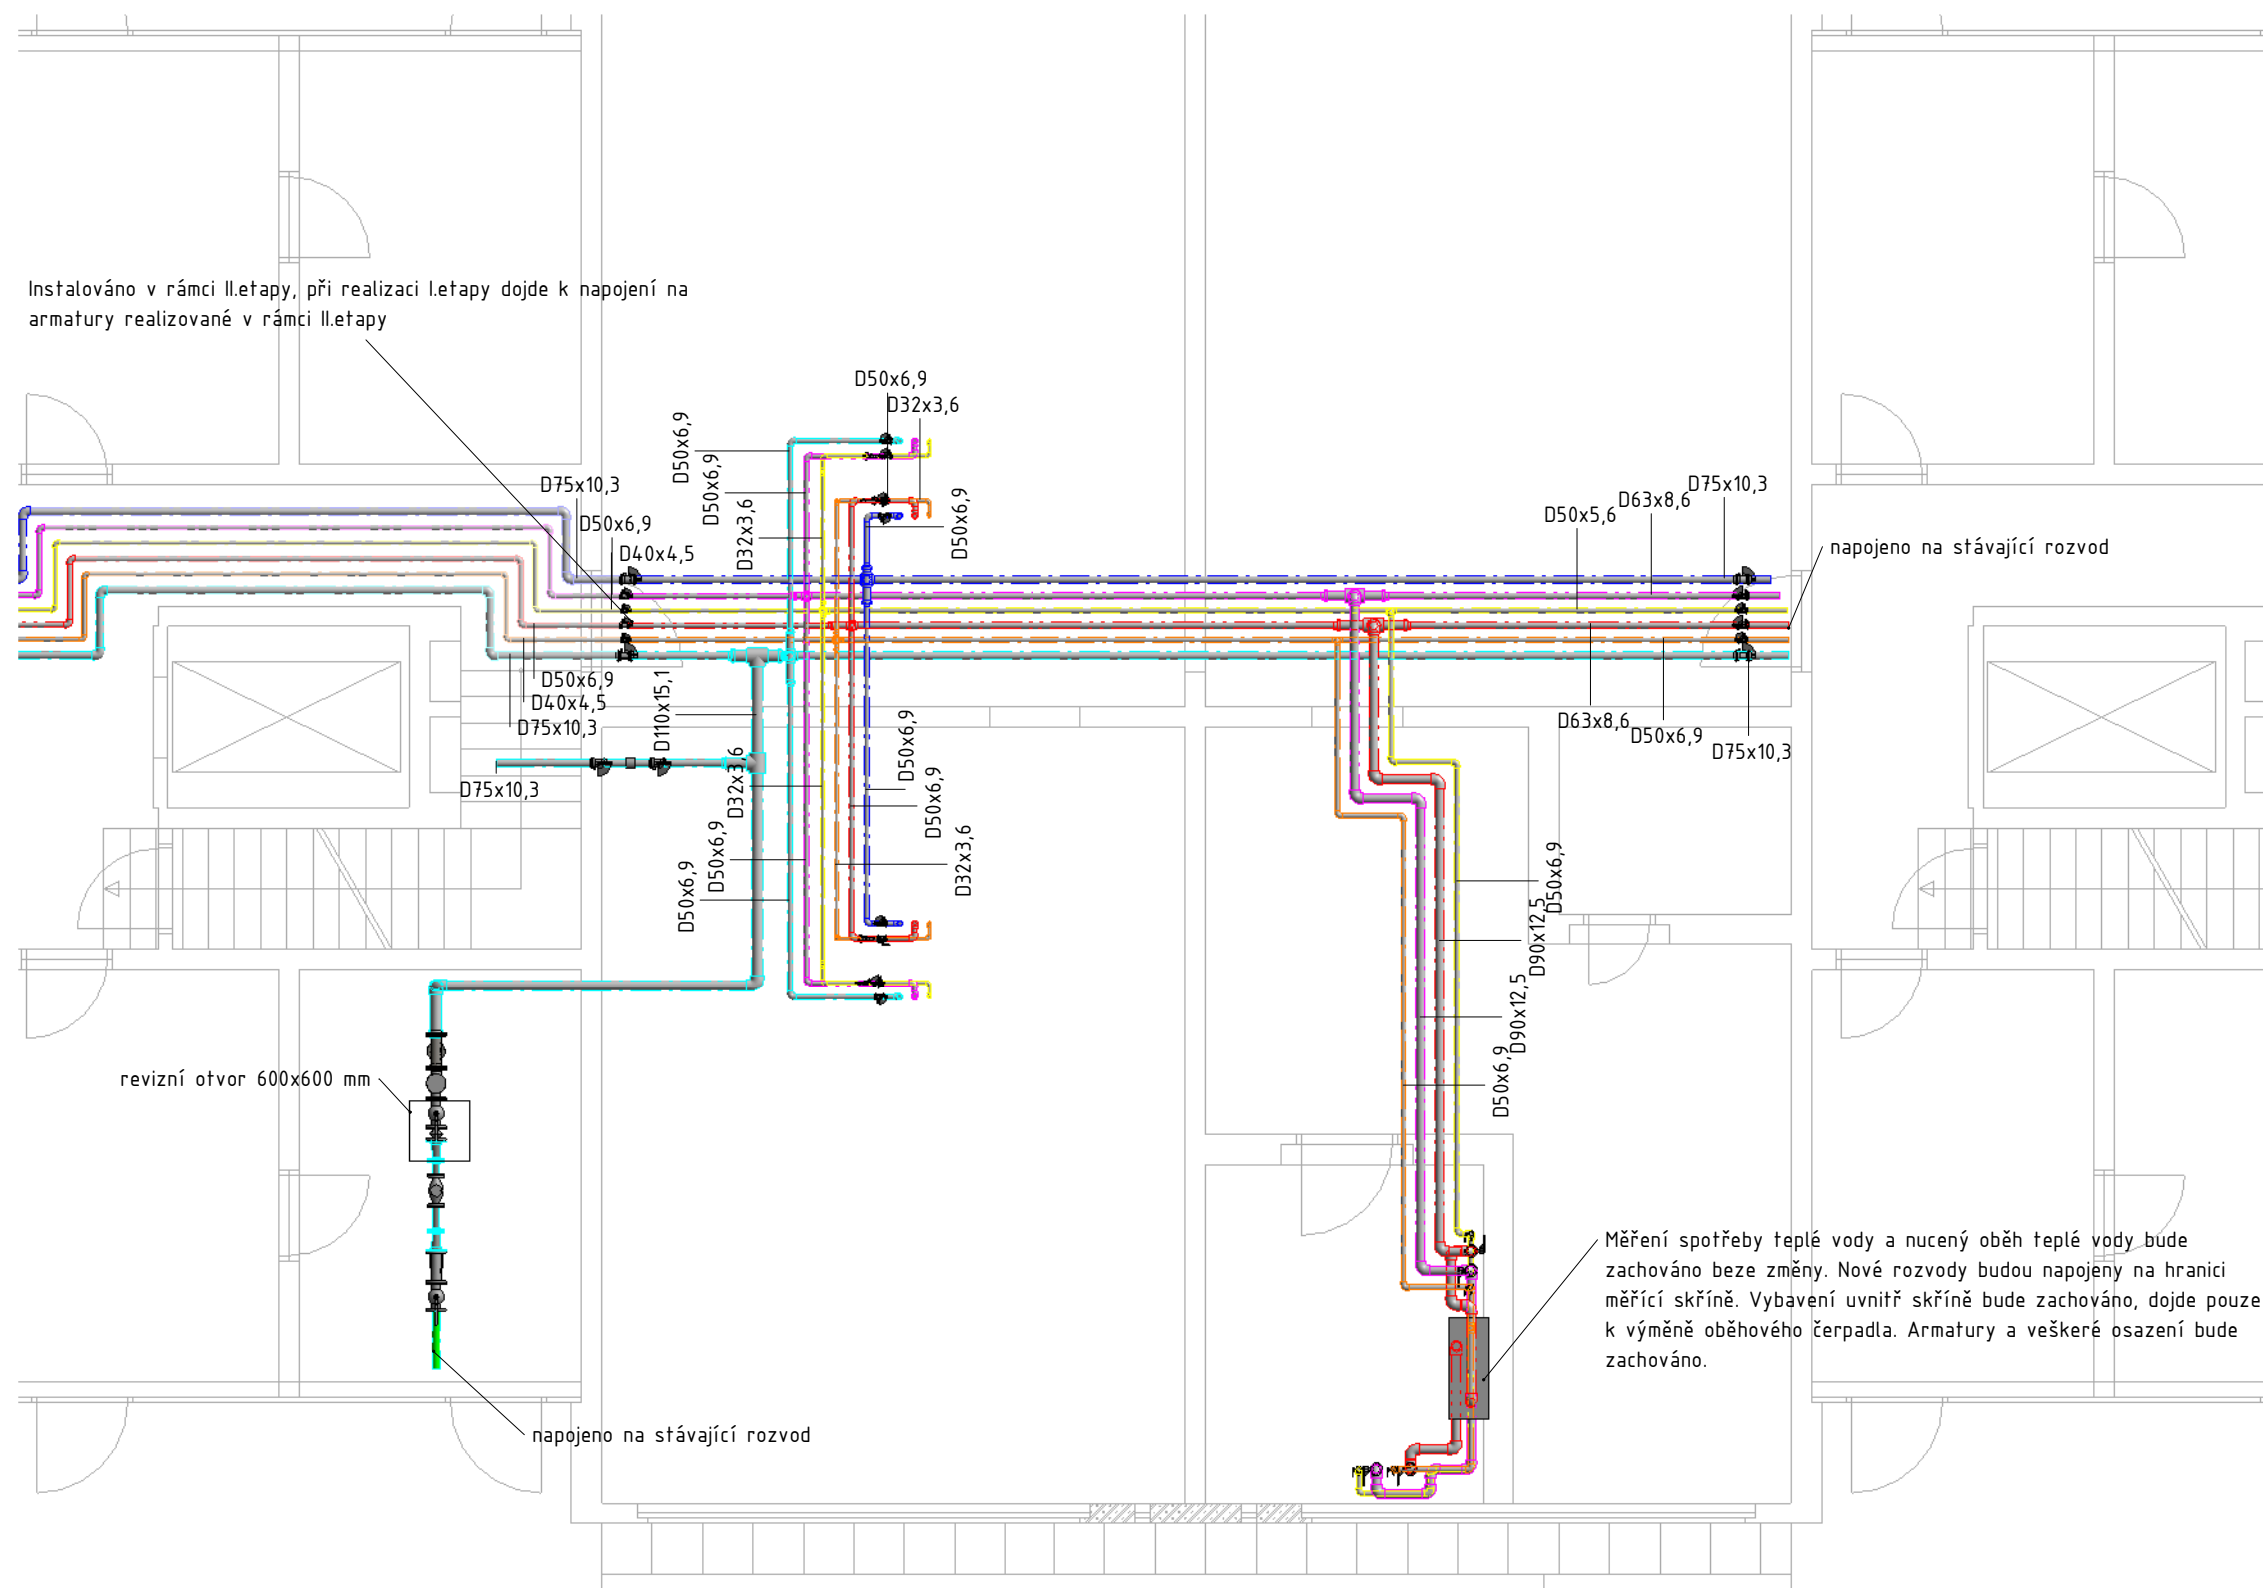 Instalováno v rámci II.etapy, při realizaci I.etapy dojde k napojení na
armatury realizované v rámci II.etapy
D50x6,9
D32x3,6
D50x6,9
D50x6,9
D32x3,6
D50x6,9
D75x10,3
D50x6,9
D40x4,5
D75x10,3
D63x8,6
D50x5,6
napojeno na stávající rozvod
D50x6,9
D40x4,5
D75x10,3
D110x15,1
D75x10,3
D32x3,6
D50x6,9
D50x6,9
D50x6,9
D50x6,9
D32x3,6
D63x8,6
D50x6,9
D75x10,3
D50x6,9
D90x12,5
D90x12,5
D50x6,9
revizní otvor 600x600 mm
napojeno na stávající rozvod
Měření spotřeby teplé vody a nucený oběh teplé vody bude
zachováno beze změny. Nové rozvody budou napojeny na hranici
měřící skříně. Vybavení uvnitř skříně bude zachováno, dojde pouze
k výměně oběhového čerpadla. Armatury a veškeré osazení bude
zachováno.